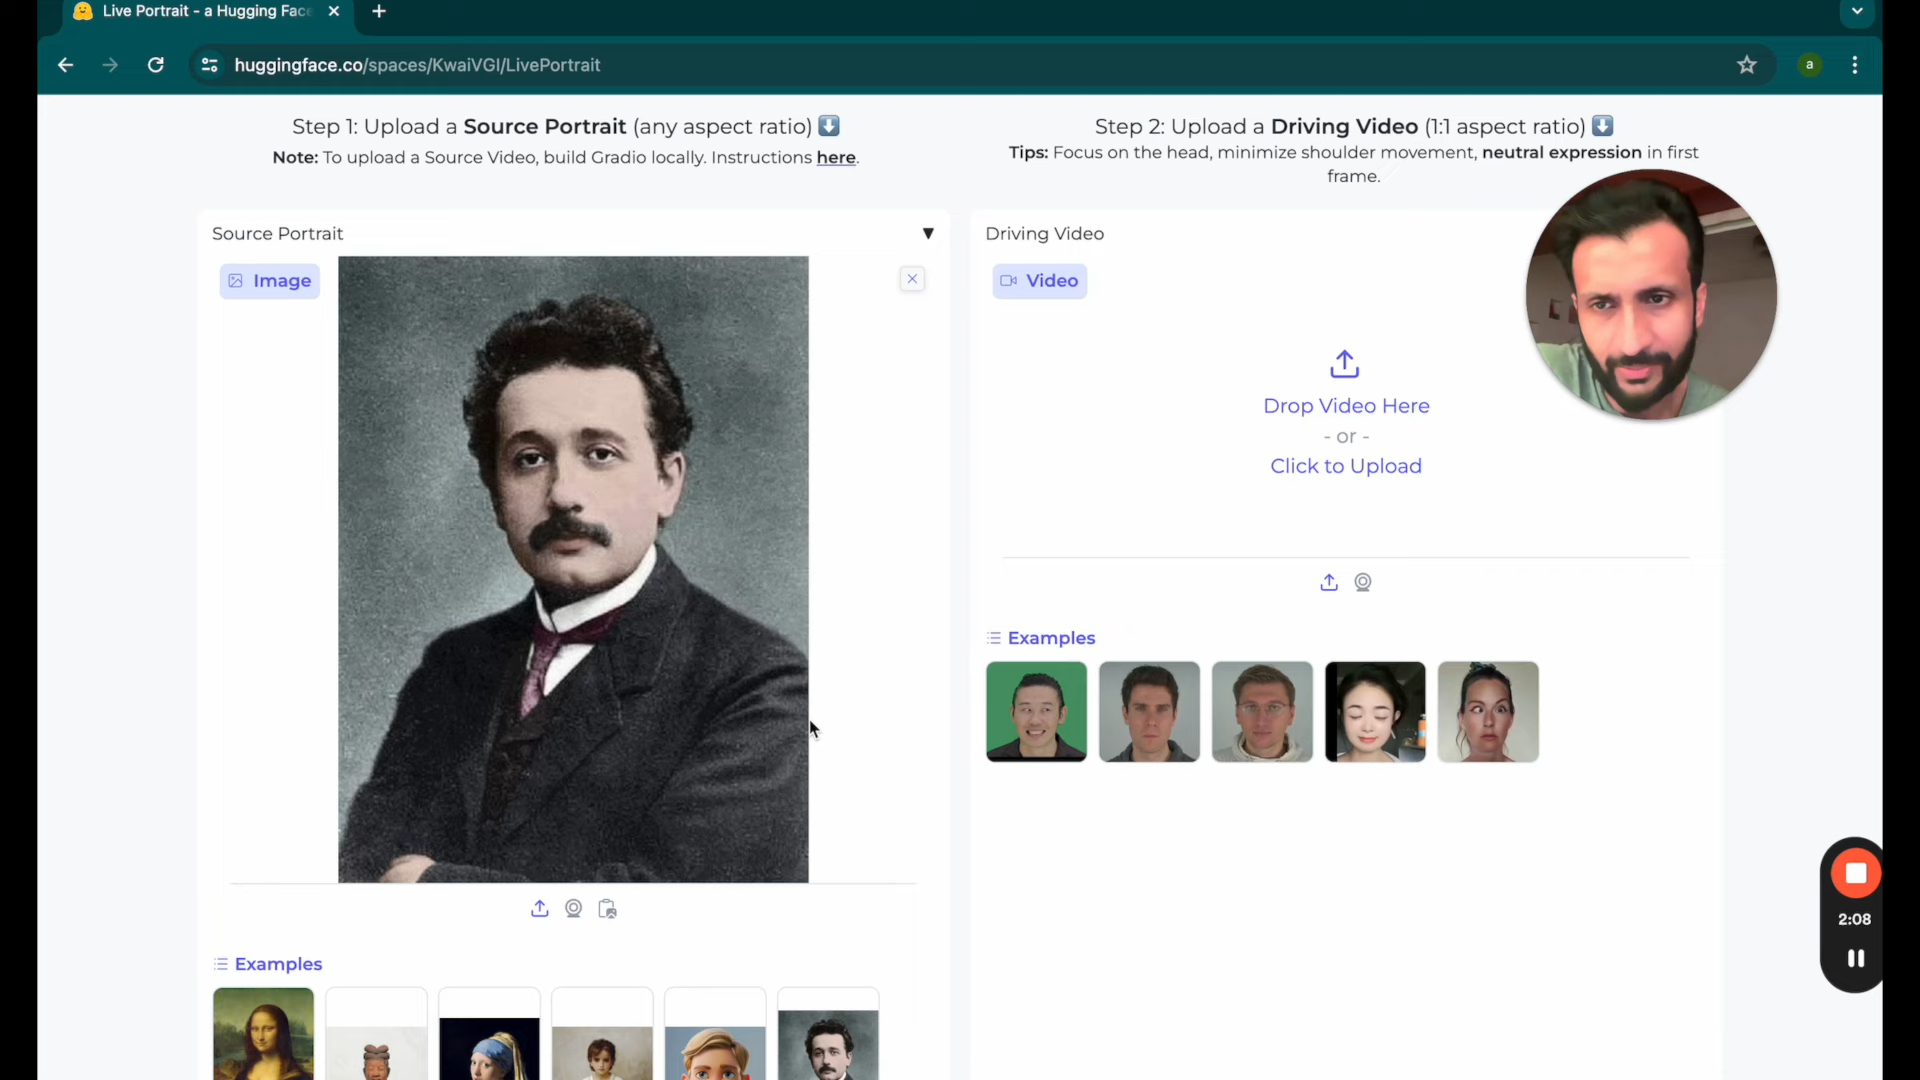 Live Portrait - a Hugging Fac
huggingface.co/spaces/KwaiVGI/LivePortrait
a
Step 1: Upload a Source Portrait (any aspect ratio)
Note: To upload a Source Video, build Gradio locally. Instructions here.
Step 2: Upload a Driving Video (1:1 aspect ratio)
Tips: Focus on the head, minimize shoulder movement, neutral expression in first
frame.
Source Portrait
Image
Driving Video
Video
Drop Video Here
- or -
Click to Upload
Examples
2:08
Examples